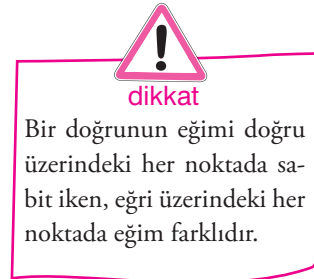 !
dikkat
Bir doğrunun eğimi doğru
üzerindeki her noktada sa-
bit iken, eğri üzerindeki her
noktada eğim farklıdır.